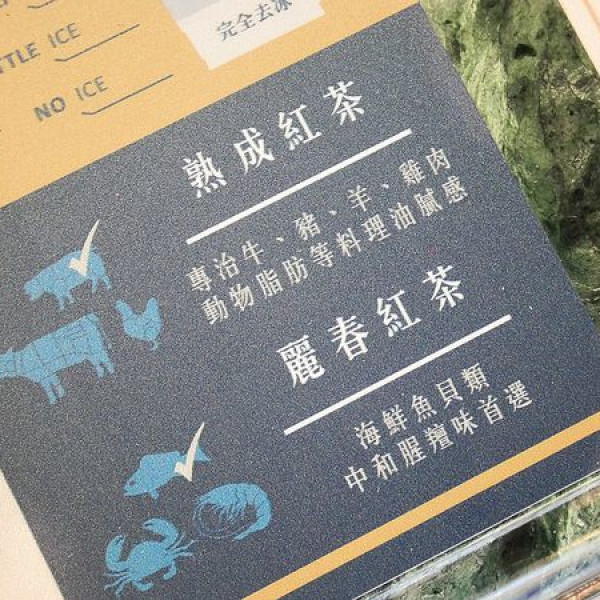 完全去冰
TTLE ICE
NO ICE
熟成紅茶
專治牛、豬、羊、雞肉
動物脂肪等料理油膩感
麗春紅茶
海鮮魚貝類
中和腥羶味首選